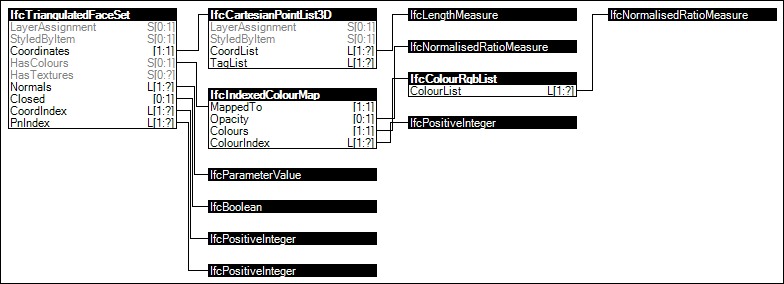 IfcTriangulatedFaceSet
LayerAssignment S[0:1]
StyledByItem S[0:1]
Coordinates [1:1]
HasColours S[0:1]
HasTextures S[0:?]
Normals L[1:?]
Closed [0:1]
CoordIndex L[1:?]
PnIndex L[1:?]
IfcCartesianPointList3D
LayerAssignment S[0:1]
StyledByItem S[0:1]
CoordList L[1:?]
TagList L[1:?]
IfcIndexedColourMap
MappedTo [1:1]
Opacity [0:1]
Colours [1:1]
ColourIndex L[1:?]
IfcParameterValue
IfcBoolean
IfcPositiveInteger
IfcPositiveInteger
IfcLengthMeasure
IfcNormalisedRatioMeasure
IfcColourRgbList
ColourList L[1:?]
IfcPositiveInteger
IfcNormalisedRatioMeasure